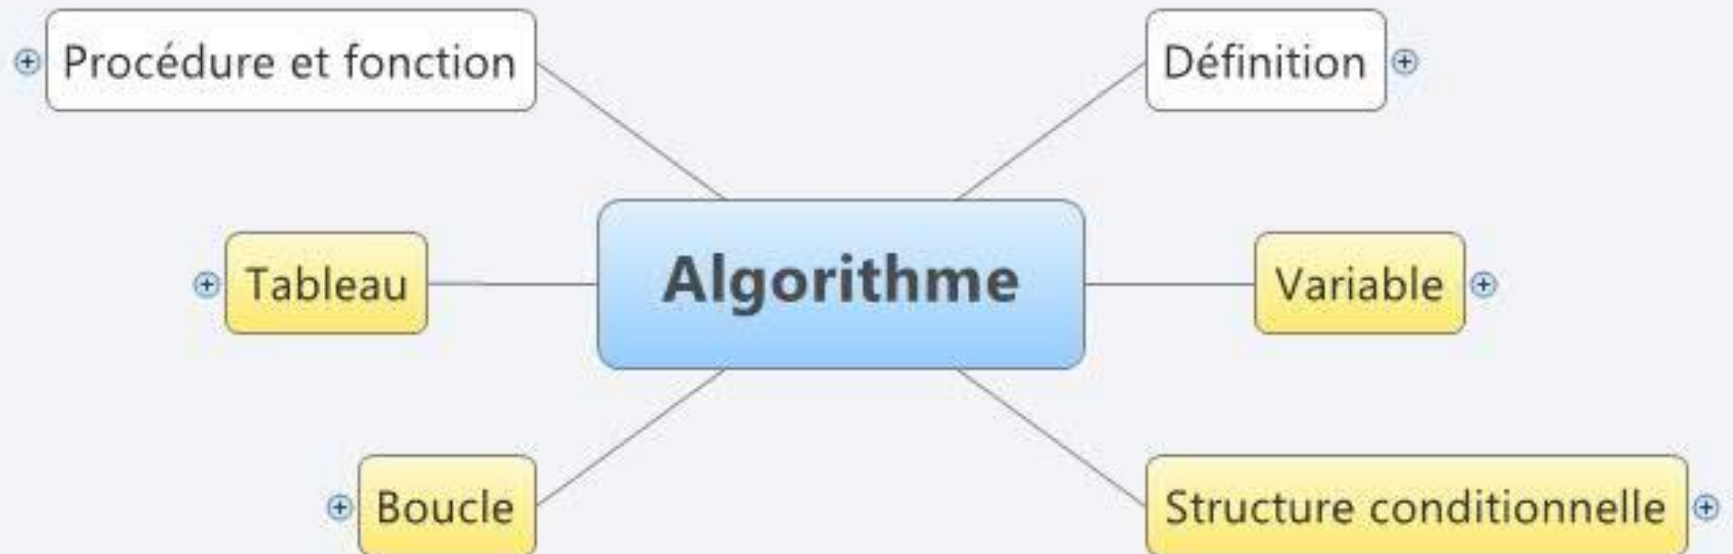 Procédure et fonction
Définition
Tableau
Algorithme
Variable
Boucle
Structure conditionnelle